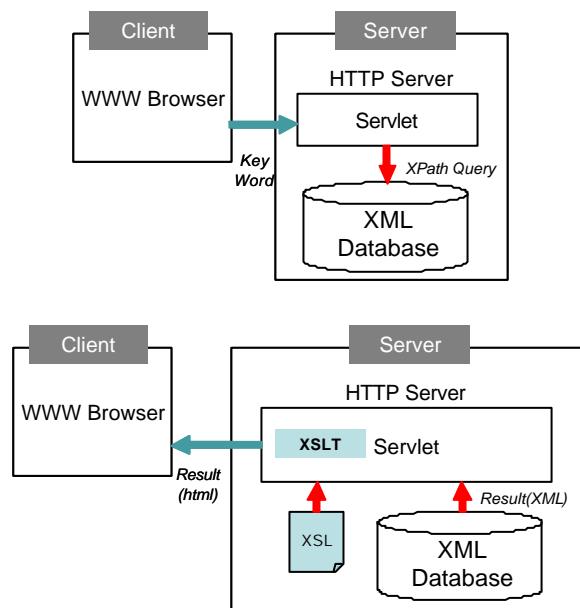 Client
Server
WWW Browser
HTTP Server
Servlet
Key
Word
XPath Query
XML
Database
Client
Server
WWW Browser
HTTP Server
XSLT
Servlet
Result
(html)
Result(XML)
XSL
XML
Database